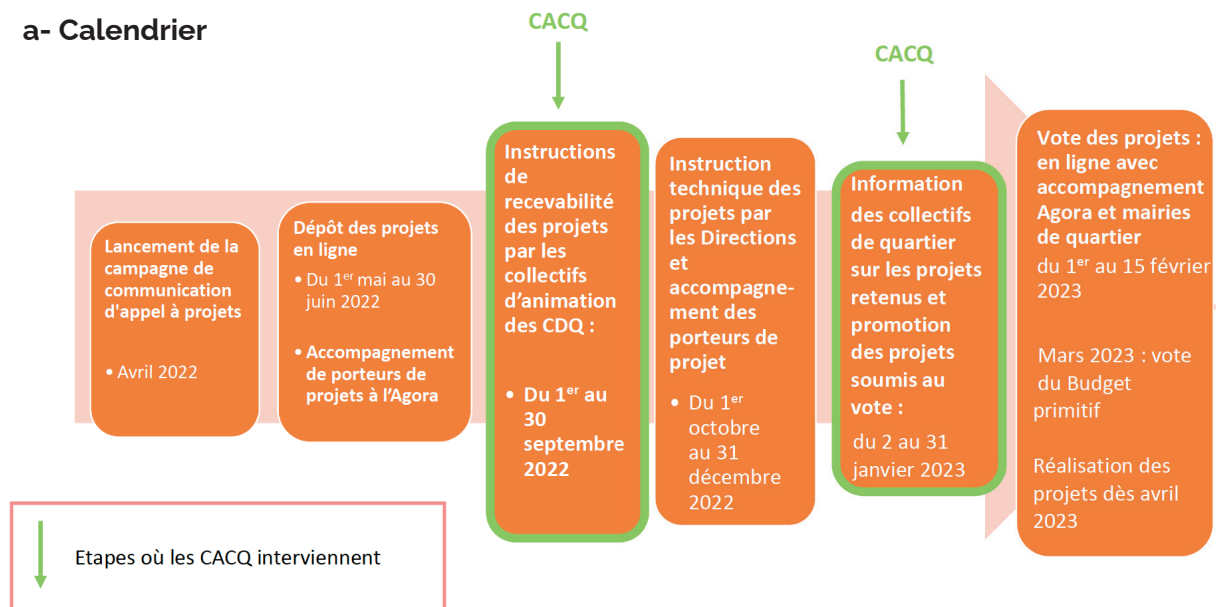 a- Calendrier
CACQ
CACQ
Lancement de la
campagne de
communication
d'appel à projets
• Avril 2022
Dépôt des projets
en ligne
• Du 1er mai au 30
juin 2022
• Accompagnement
de porteurs de
projets à l’Agora
Instructions
de
recevabilité
des projets
par les
collectifs
d’animation
des CDQ :
• Du 1er au
30
septembre
2022
Instruction
technique des
projets par
les Directions
et
accompagne-
ment des
porteurs de
projet
• Du 1er
octobre
au 31
décembre
2022
Information
des collectifs
de quartier
sur les projets
retenus et
promotion
des projets
soumis au
vote :
du 2 au 31
janvier 2023
Vote des projets :
en ligne avec
accompagnement
Agora et mairies
de quartier
du 1er au 15 février
2023
Mars 2023 : vote
du Budget
primitif
Réalisation des
projets dès avril
2023
Etapes où les CACQ interviennent